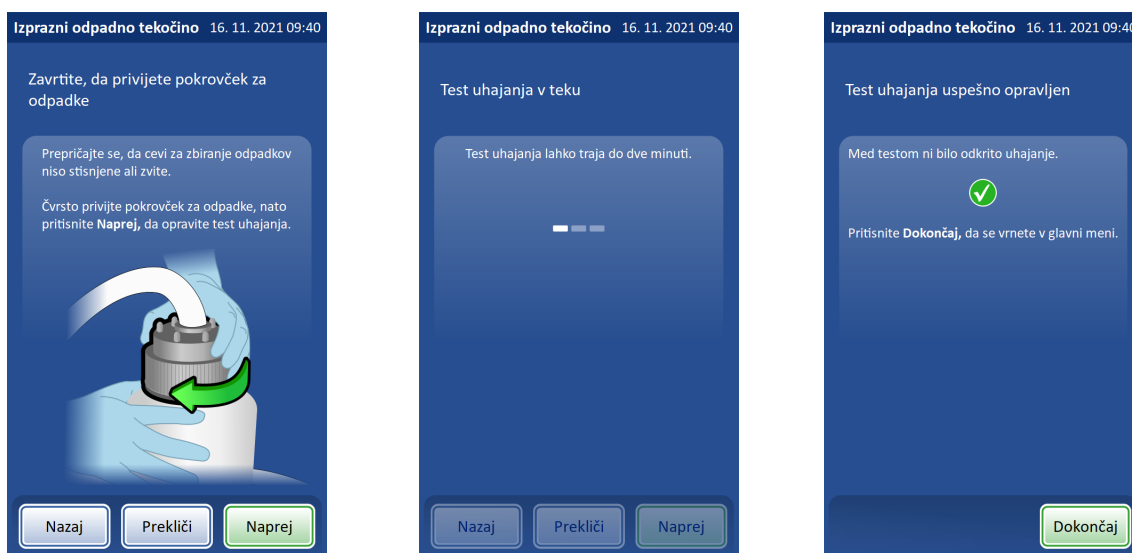 Izprazni odpadno tekočino 16. 11. 2021 09:40
Zavrtite, da privijete pokrovček za
odpadke
Prepričajte se, da cevi za zbiranje odpadkov
niso stisnjene ali zvite.
Čvrsto privijte pokrovček za odpadke, nato
pritisnite Naprej, da opravite test uhajanja.
Nazaj Prekliči Naprej
Izprazni odpadno tekočino 16. 11. 2021 09:40
Test uhajanja v teku
Test uhajanja lahko traja do dve minuti.
Nazaj Prekliči Naprej
Izprazni odpadno tekočino 16. 11. 2021 09:40
Test uhajanja uspešno opravljen
Med testom ni bilo odkrito uhajanje.
Pritisnite Dokončaj, da se vrnete v glavni meni.
Dokončaj